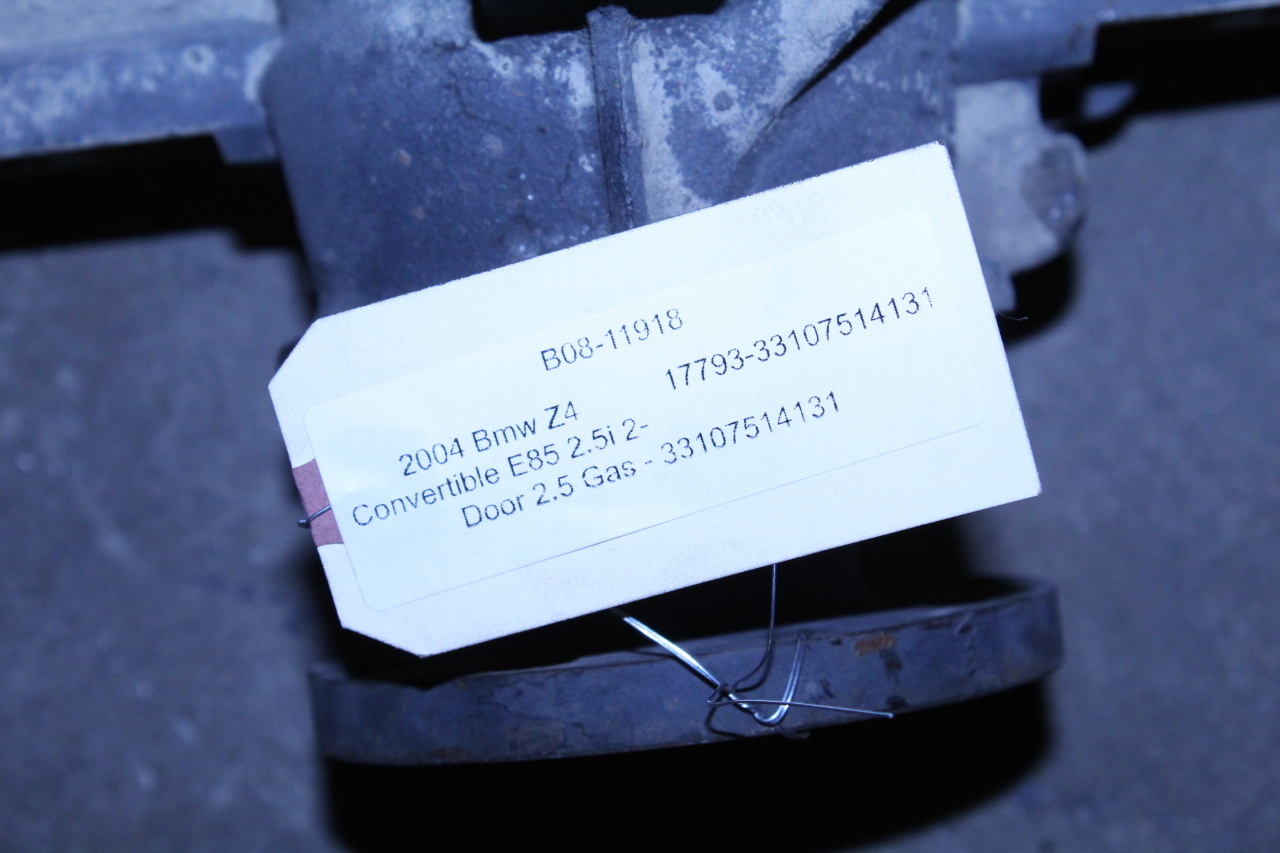 B08-11918
17793-33107514131
2004 Bmw Z4
Convertible E85 2.5i 2-
Door 2.5 Gas - 33107514131